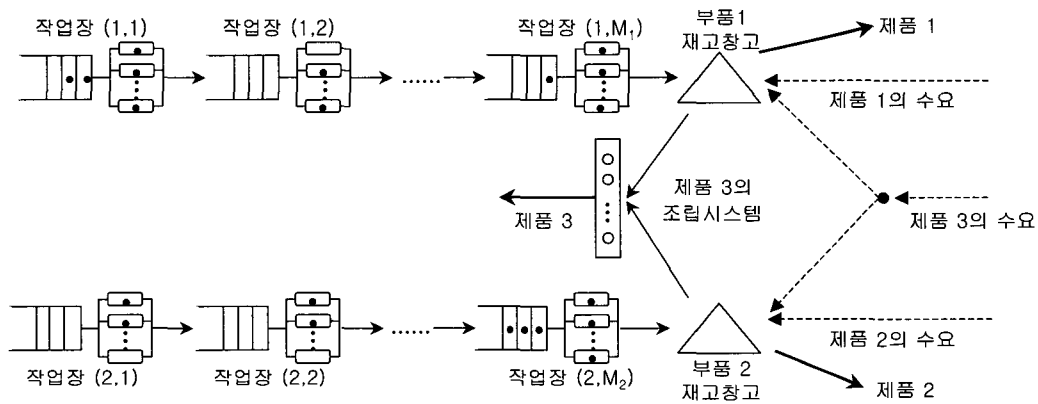 작업장 (1,1)
작업장 (1,2)
작업장 (1,M₁)
부품1
재고창고
제품 1
제품 1의 수요
......
제품 3의
조립시스템
제품 3
제품 3의 수요
......
제품 2의 수요
작업장 (2,1)
작업장 (2,2)
작업장 (2,M₂)
부품 2
재고창고
제품 2